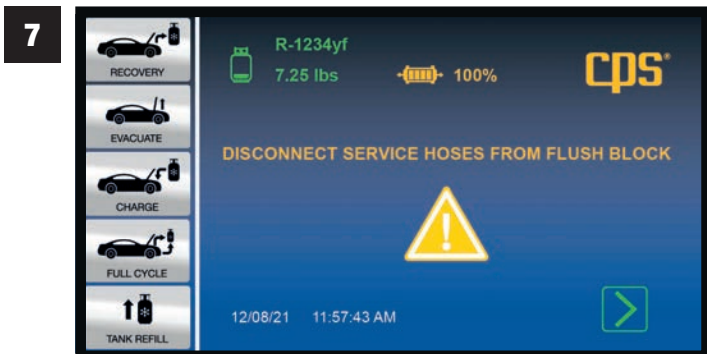 7
RECOVERY
EVACUATE
CHARGE
FULL CYCLE
TANK REFILL
R-1234yf
7.25 lbs
100%
cps®
DISCONNECT SERVICE HOSES FROM FLUSH BLOCK
12/08/21 11:57:43 AM